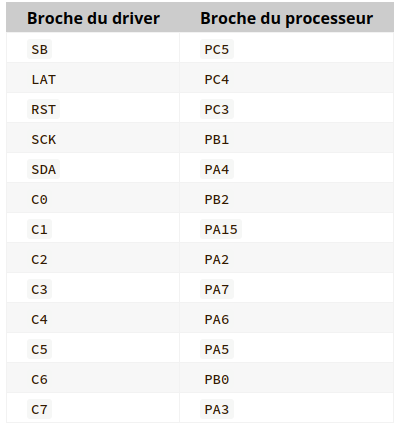 Broche du driver Broche du processeur
SB PC5
LAT PC4
RST PC3
SCK PB1
SDA PA4
C0 PB2
C1 PA15
C2 PA2
C3 PA7
C4 PA6
C5 PA5
C6 PB0
C7 PA3